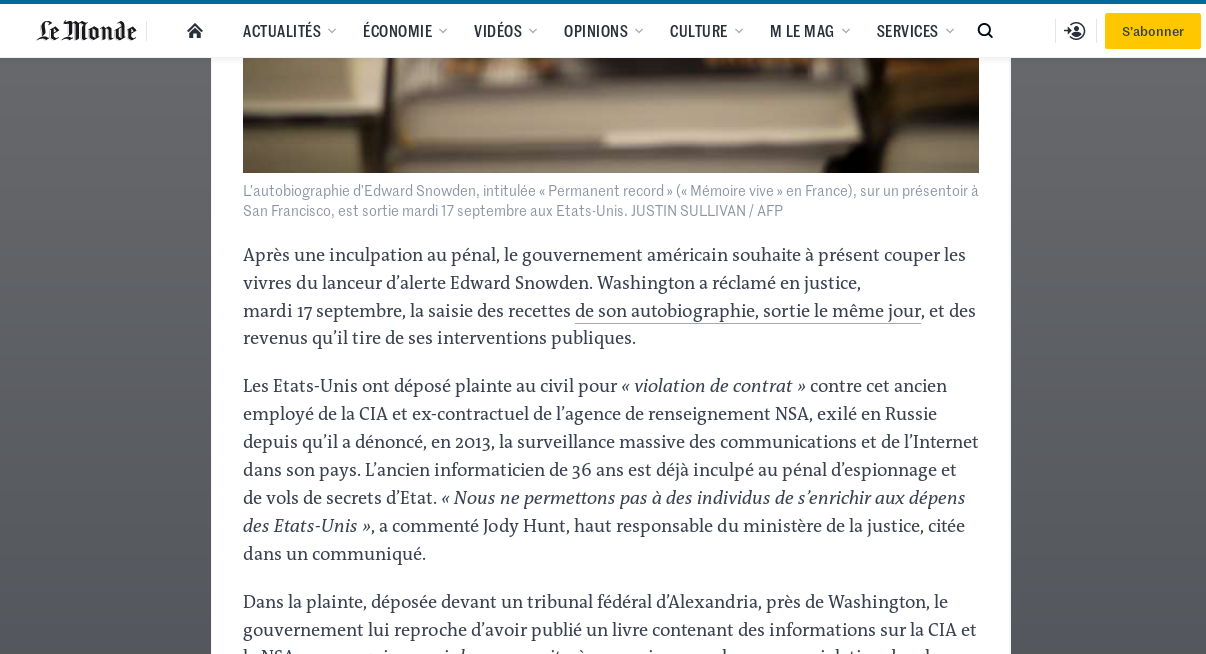 Le Monde
ACTUALITÉS ÉCONOMIE VIDÉOS OPINIONS CULTURE M LE MAG SERVICES S'abonner
L'autobiographie d'Edward Snowden, intitulée « Permanent record » (« Mémoire vive » en France), sur un présentoir à
San Francisco, est sortie mardi 17 septembre aux Etats-Unis. JUSTIN SULLIVAN / AFP
Après une inculpation au pénal, le gouvernement américain souhaite à présent couper les
vivres du lanceur d'alerte Edward Snowden. Washington a réclamé en justice,
mardi 17 septembre, la saisie des recettes de son autobiographie, sortie le même jour, et des
revenus qu'il tire de ses interventions publiques.
Les Etats-Unis ont déposé plainte au civil pour « violation de contrat » contre cet ancien
employé de la CIA et ex-contractuel de l'agence de renseignement NSA, exilé en Russie
depuis qu'il a dénoncé, en 2013, la surveillance massive des communications et de l'Internet
dans son pays. L'ancien informaticien de 36 ans est déjà inculpé au pénal d'espionnage et
de vols de secrets d'Etat. « Nous ne permettons pas à des individus de s'enrichir aux dépens
des Etats-Unis », a commenté Jody Hunt, haut responsable du ministère de la justice, citée
dans un communiqué.
Dans la plainte, déposée devant un tribunal fédéral d'Alexandria, près de Washington, le
gouvernement lui reproche d'avoir publié un livre contenant des informations sur la CIA et